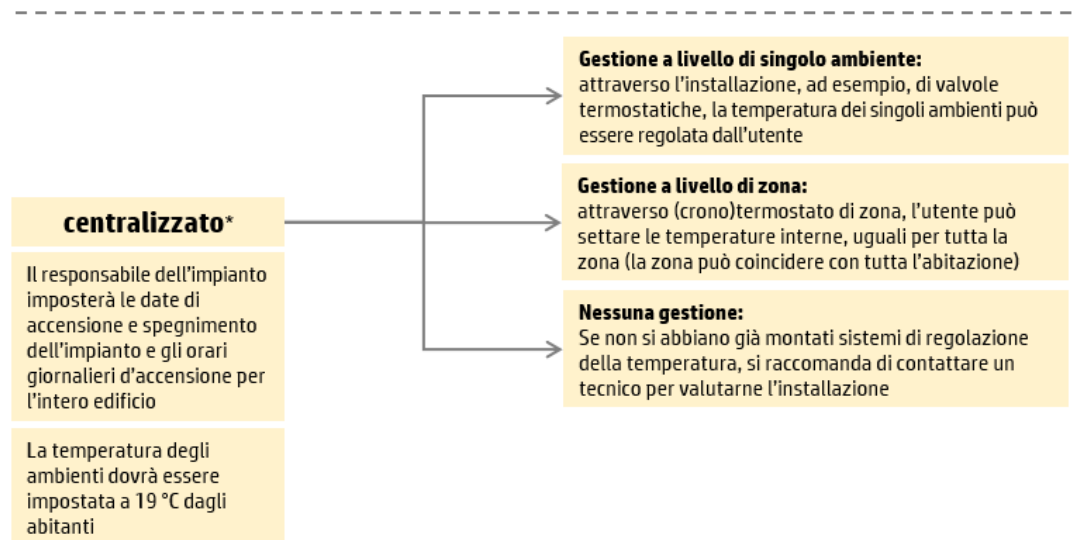 centralizzato*
Il responsabile dell'impianto
imposterà le date di
accensione e spegnimento
dell'impianto e gli orari
giornalieri d'accensione per
l'intero edificio
La temperatura degli
ambienti dovrà essere
impostata a 19 °C dagli
abitanti
Gestione a livello di singolo ambiente:
attraverso l'installazione, ad esempio, di valvole
termostatiche, la temperatura dei singoli ambienti può
essere regolata dall'utente
Gestione a livello di zona:
attraverso (crono)termostato di zona, l'utente può
settare le temperature interne, uguali per tutta la
zona (la zona può coincidere con tutta l'abitazione)
Nessuna gestione:
Se non si abbiano già montati sistemi di regolazione
della temperatura, si raccomanda di contattare un
tecnico per valutarne l'installazione